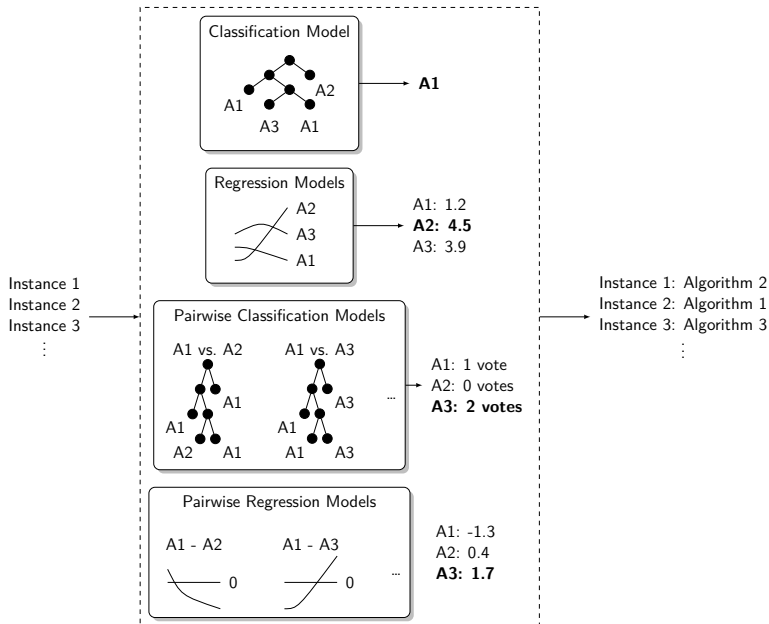 Classification Model
A1
A2
A3 A1
A1
Regression Models
A2
A3
A1
A1: 1.2
A2: 4.5
A3: 3.9
Instance 1
Instance 2
Instance 3
⋮
Instance 1: Algorithm 2
Instance 2: Algorithm 1
Instance 3: Algorithm 3
⋮
Pairwise Classification Models
A1 vs. A2 A1 vs. A3
A1 A3
...
A1 A1
A2 A1 A1 A3
A1: 1 vote
A2: 0 votes
A3: 2 votes
Pairwise Regression Models
A1 - A2 A1 - A3
0 0
...
A1: -1.3
A2: 0.4
A3: 1.7